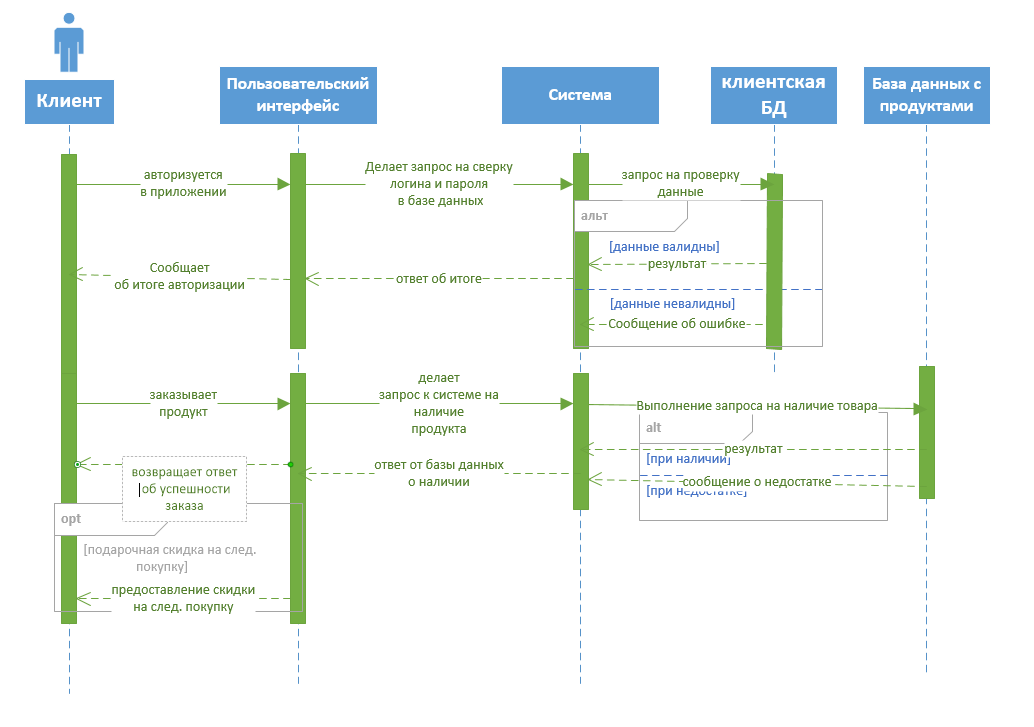 Клиент
Пользовательский
интерфейс
Система
клиентская
БД
База данных с
продуктами
авторизуется
в приложении
Делает запрос на сверку
логина и пароля
в базе данных
запрос на проверку
данные
альт
[данные валидны]
результат
Сообщает
об итоге авторизации
ответ об итоге
[данные невалидны]
Сообщение об ошибке
заказывает
продукт
делает
запрос к системе на
наличие
продукта
Выполнение запроса на наличие товара
alt
результат
[при наличии]
возвращает ответ
об успешности
заказа
ответ от базы данных
о наличии
сообщение о недостатке
[при недостатке]
opt
[подарочная скидка на след.
покупку]
предоставление скидки
на след. покупку